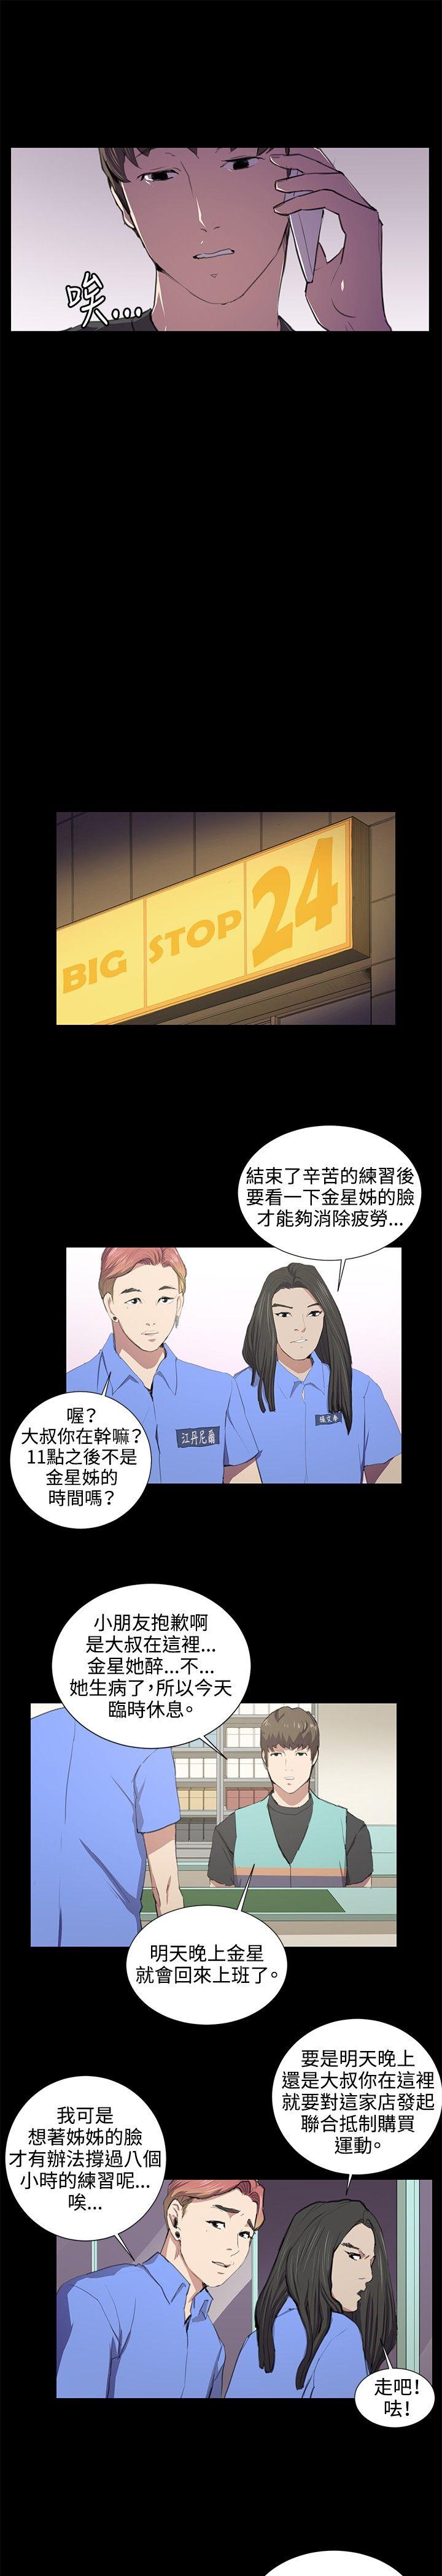 唉...
BIG STOP 24
結束了辛苦的練習後
要看一下金星姊的臉
才能夠消除疲勞...
江丹尼爾
喔？
大叔你在幹嘛？
11點之後不是
金星姊的
時間嗎？
小朋友抱歉啊
是大叔在這裡...
金星她醉...不...
她生病了，所以今天
臨時休息。
明天晚上金星
就會回來上班了。
要是明天晚上
還是大叔你在這裡
就要對這家店發起
聯合抵制購買
運動。
我可是
想著姊姊的臉
才有辦法撐過八個
小時的練習呢...
唉...
走吧！
呿！